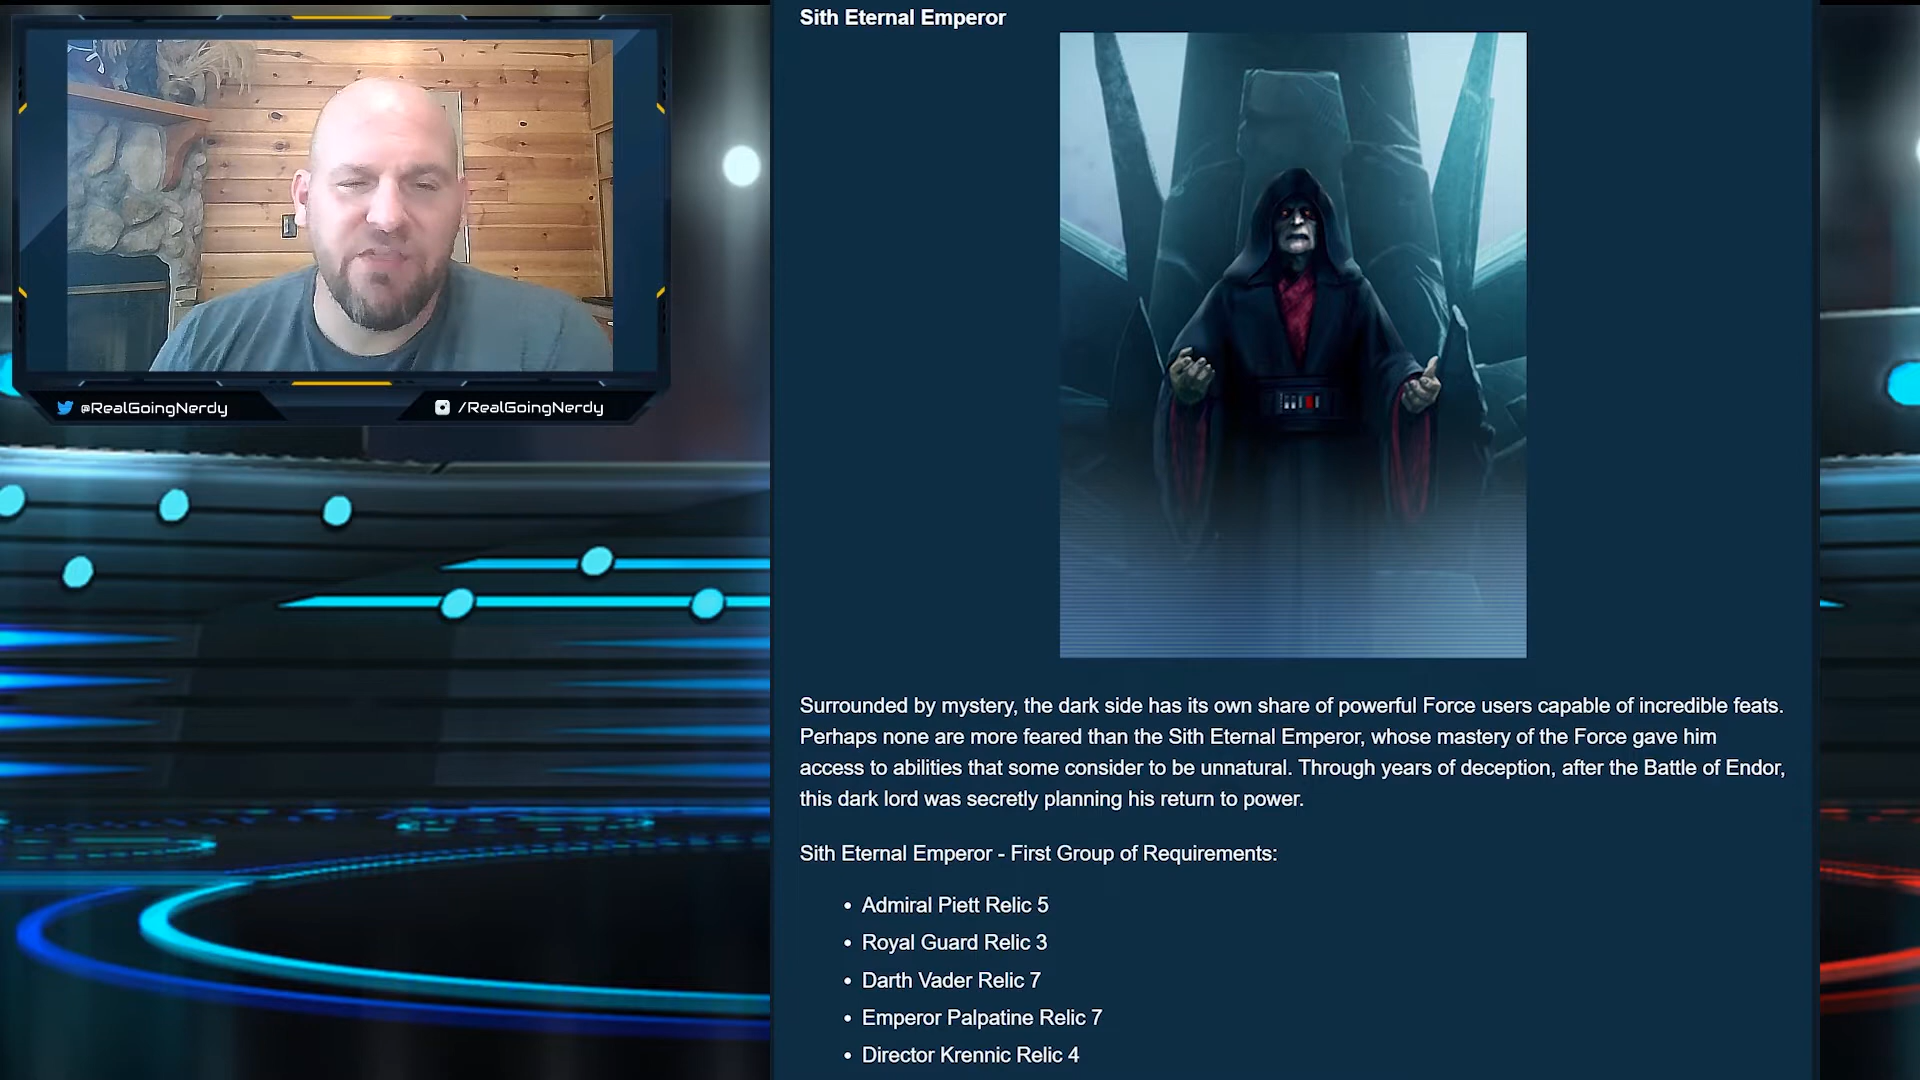 Sith Eternal Emperor
@RealGoingNerdy
/RealGoingNerdy
Surrounded by mystery, the dark side has its own share of powerful Force users capable of incredible feats.
Perhaps none are more feared than the Sith Eternal Emperor, whose mastery of the Force gave him
access to abilities that some consider to be unnatural. Through years of deception, after the Battle of Endor,
this dark lord was secretly planning his return to power.
Sith Eternal Emperor - First Group of Requirements:
• Admiral Piett Relic 5
• Royal Guard Relic 3
• Darth Vader Relic 7
• Emperor Palpatine Relic 7
• Director Krennic Relic 4